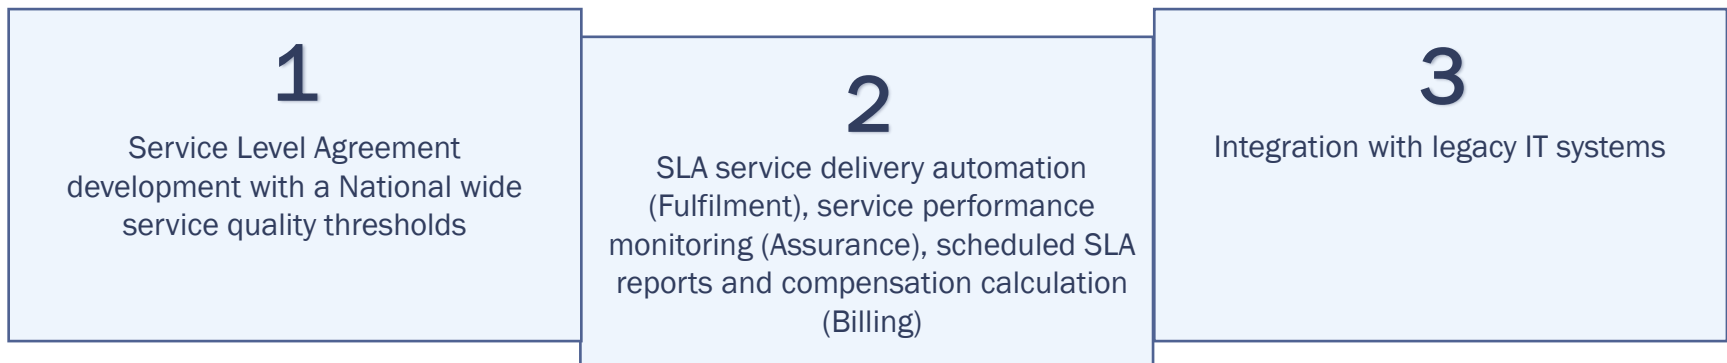 1
Service Level Agreement
development with a National wide
service quality thresholds
2
SLA service delivery automation
(Fulfilment), service performance
monitoring (Assurance), scheduled SLA
reports and compensation calculation
(Billing)
3
Integration with legacy IT systems